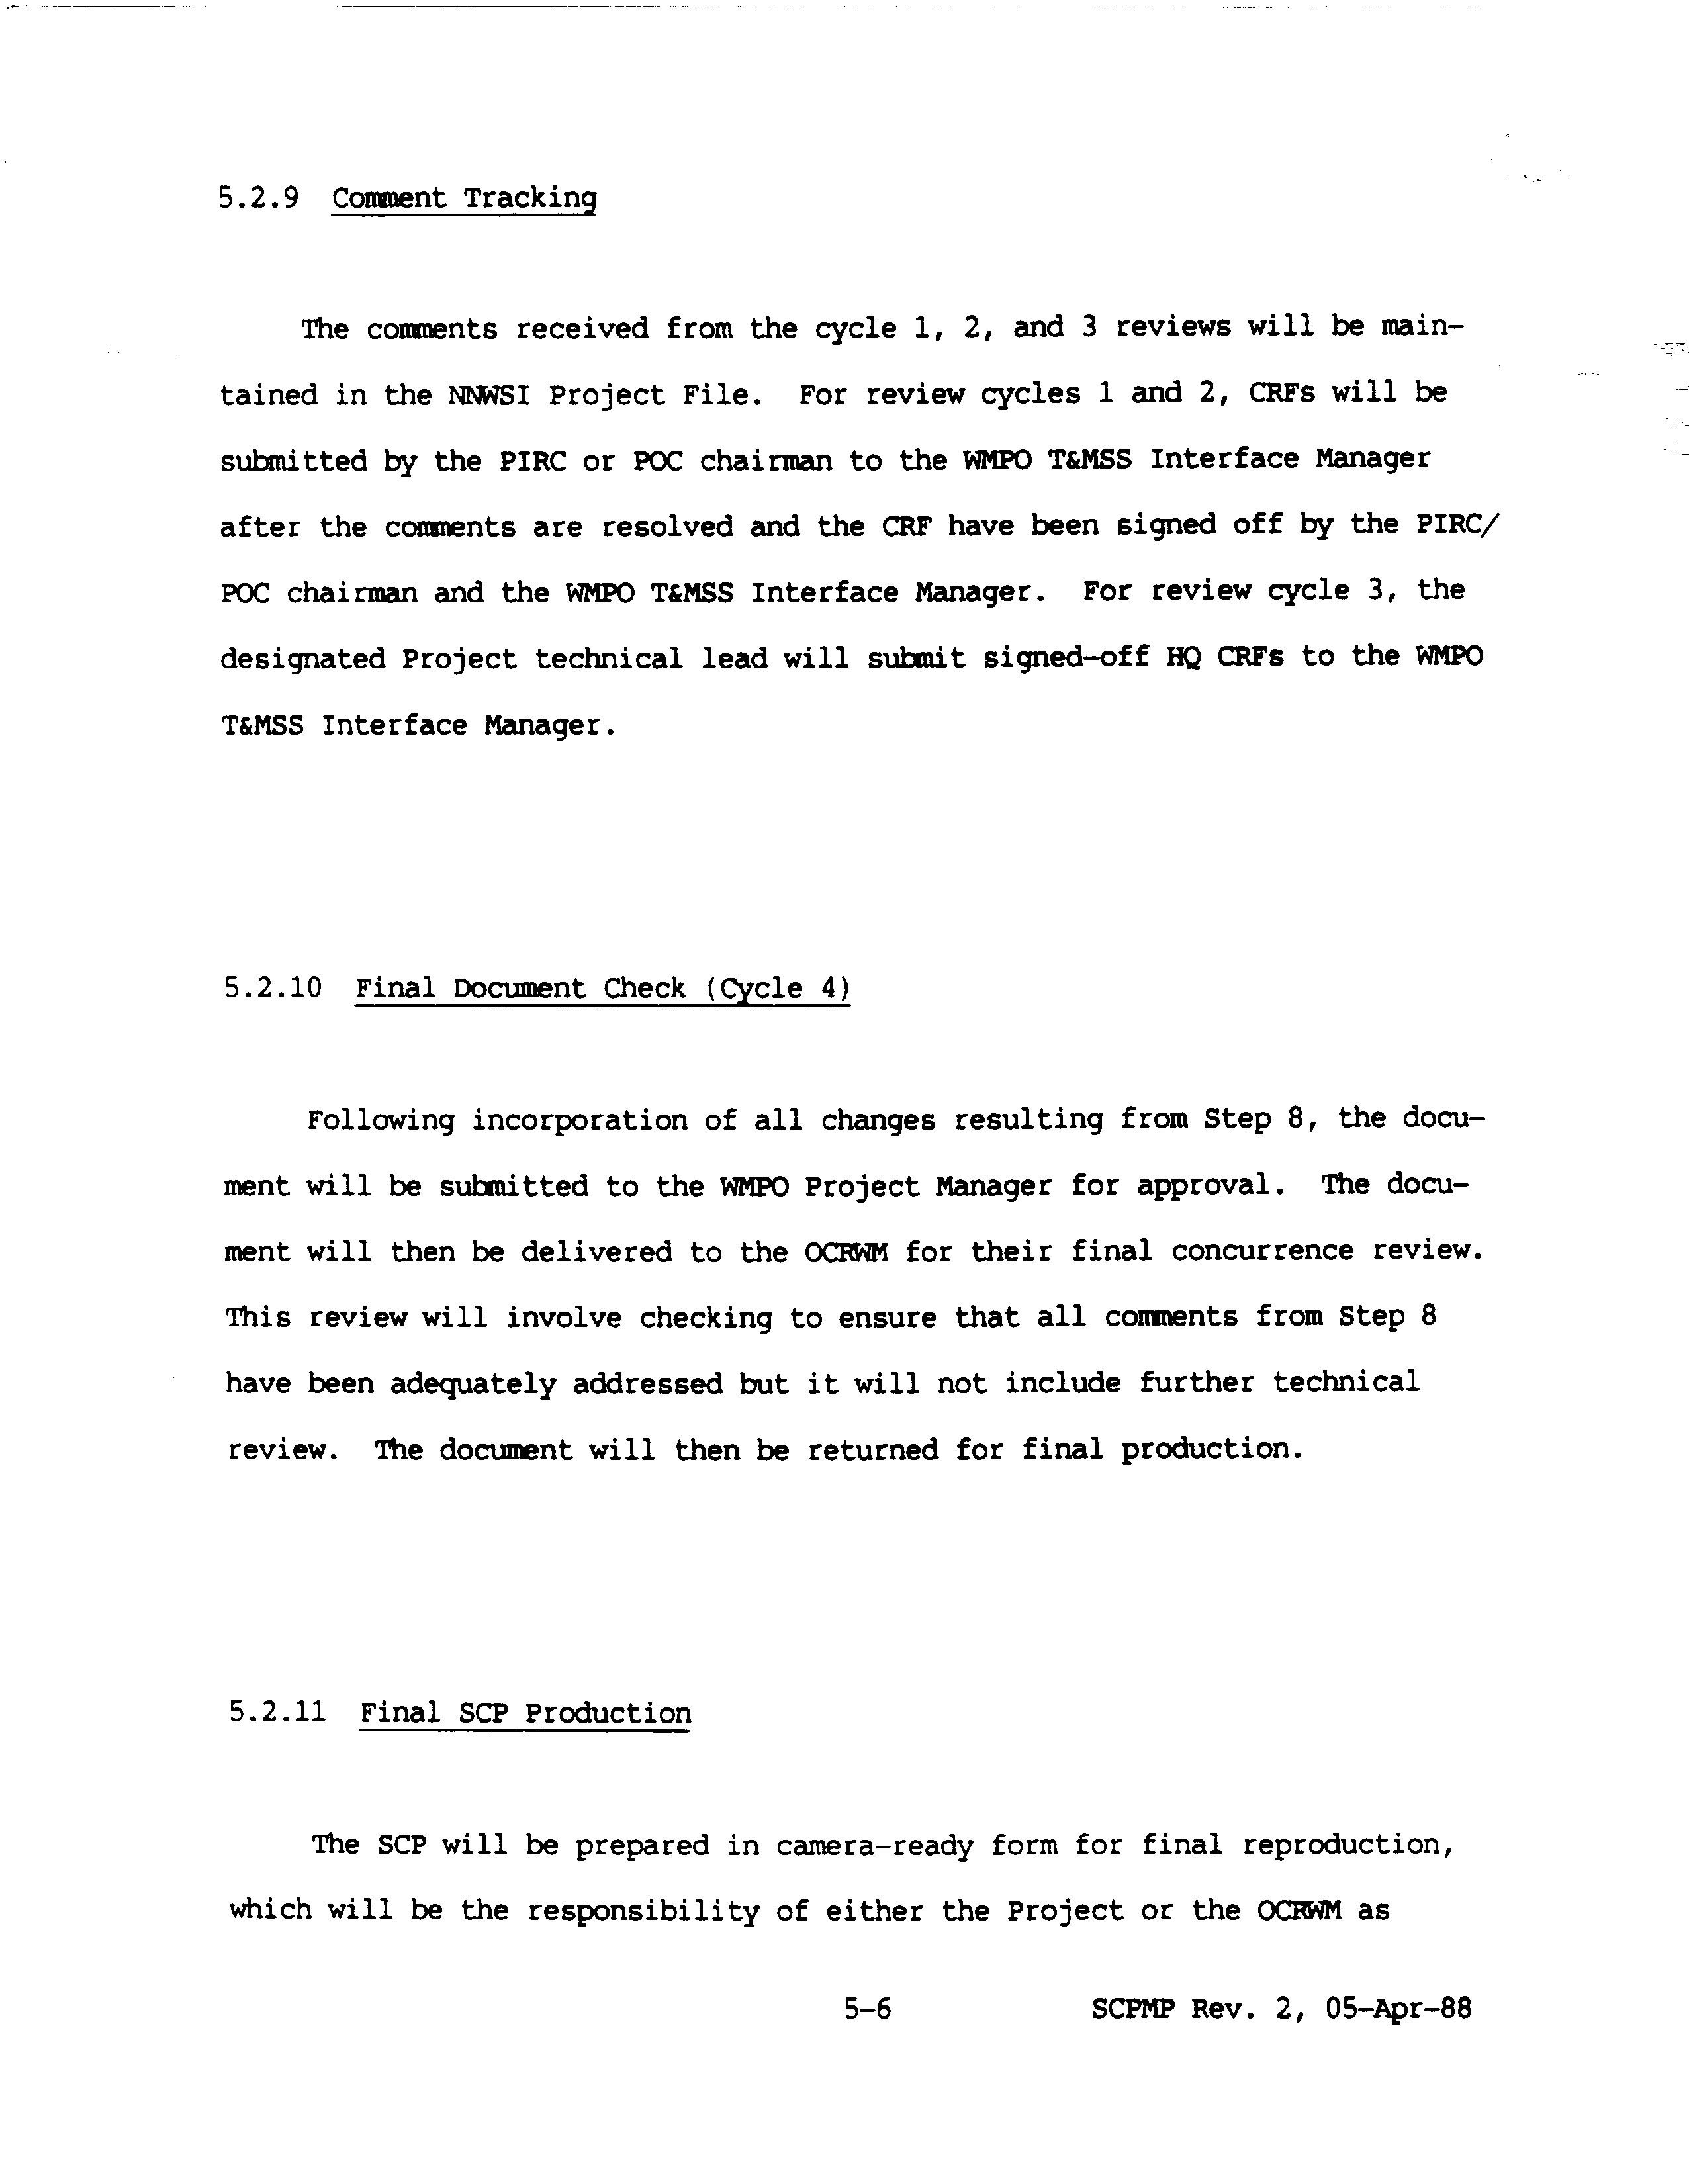 5.2.9 Comment Tracking
The comments received from the cycle 1, 2, and 3 reviews will be main-
tained in the NNWSI Project File. For review cycles 1 and 2, CRFs will be
submitted by the PIRC or POC chairman to the WMPO T&MSS Interface Manager
after the comments are resolved and the CRF have been signed off by the PIRC/
POC chairman and the WMPO T&MSS Interface Manager. For review cycle 3, the
designated Project technical lead will submit signed-off HQ CRFs to the WMPO
T&MSS Interface Manager.
5.2.10 Final Document Check (Cycle 4)
Following incorporation of all changes resulting from Step 8, the docu-
ment will be submitted to the WMPO Project Manager for approval. The docu-
ment will then be delivered to the OCRWM for their final concurrence review.
This review will involve checking to ensure that all comments from Step 8
have been adequately addressed but it will not include further technical
review. The document will then be returned for final production.
5.2.11 Final SCP Production
The SCP will be prepared in camera-ready form for final reproduction,
which will be the responsibility of either the Project or the OCRWM as
5-6 SCPMP Rev. 2, 05-Apr-88